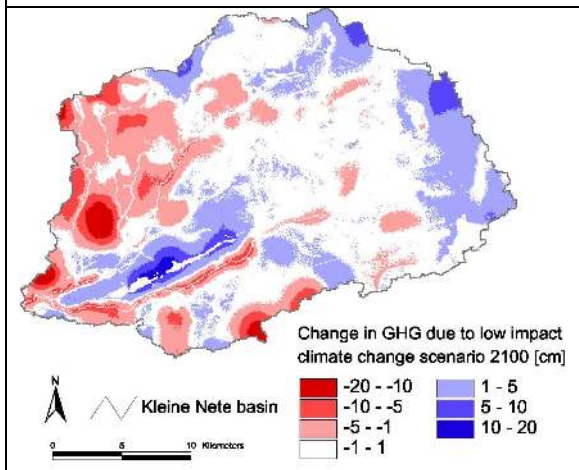 Change in GHG due to low impact
climate change scenario 2100 [cm]
-20 - -10
-10 - -5
-5 - -1
-1 - 1
1 - 5
5 - 10
10 - 20
N
Kleine Nete basin
0 5 10 Kilometers